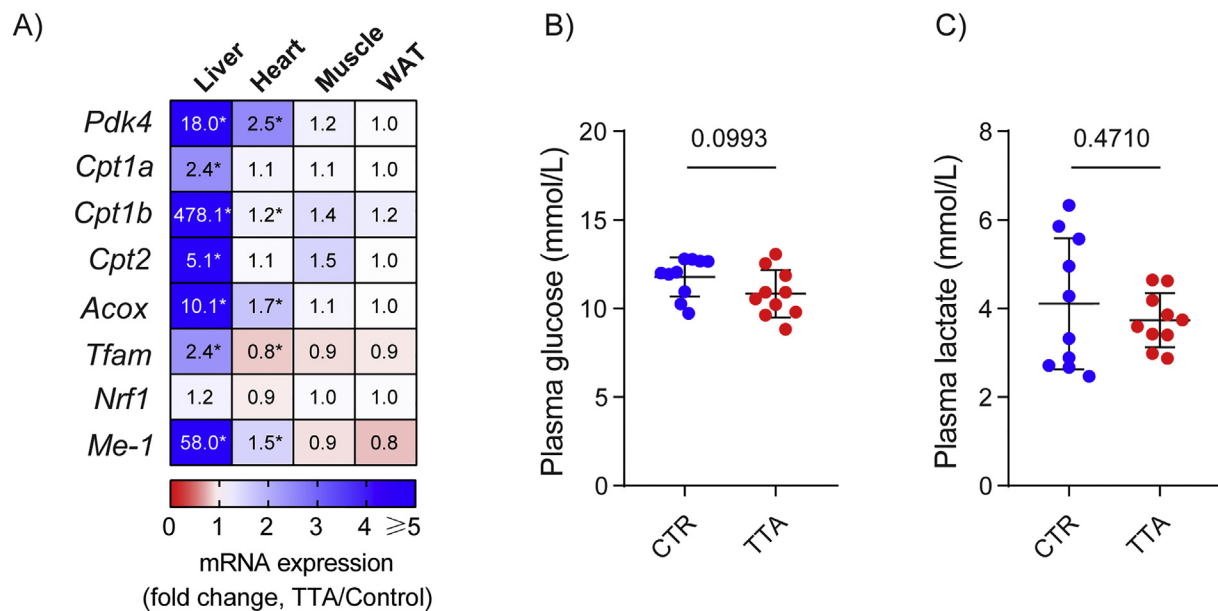 A)
Liver Heart Muscle WAT
Pdk4 18.0* 2.5* 1.2 1.0
Cpt1a 2.4* 1.1 1.1 1.0
Cpt1b 478.1* 1.2* 1.4 1.2
Cpt2 5.1* 1.1 1.5 1.0
Acox 10.1* 1.7* 1.1 1.0
Tfam 2.4* 0.8* 0.9 0.9
Nrf1 1.2 0.9 1.0 1.0
Me-1 58.0* 1.5* 0.9 0.8
0 1 2 3 4 ⩾5
mRNA expression
(fold change, TTA/Control)
B)
Plasma glucose (mmol/L)
20
15
10
5
0
0.0993
CTR TTA
C)
Plasma lactate (mmol/L)
8
6
4
2
0
0.4710
CTR TTA